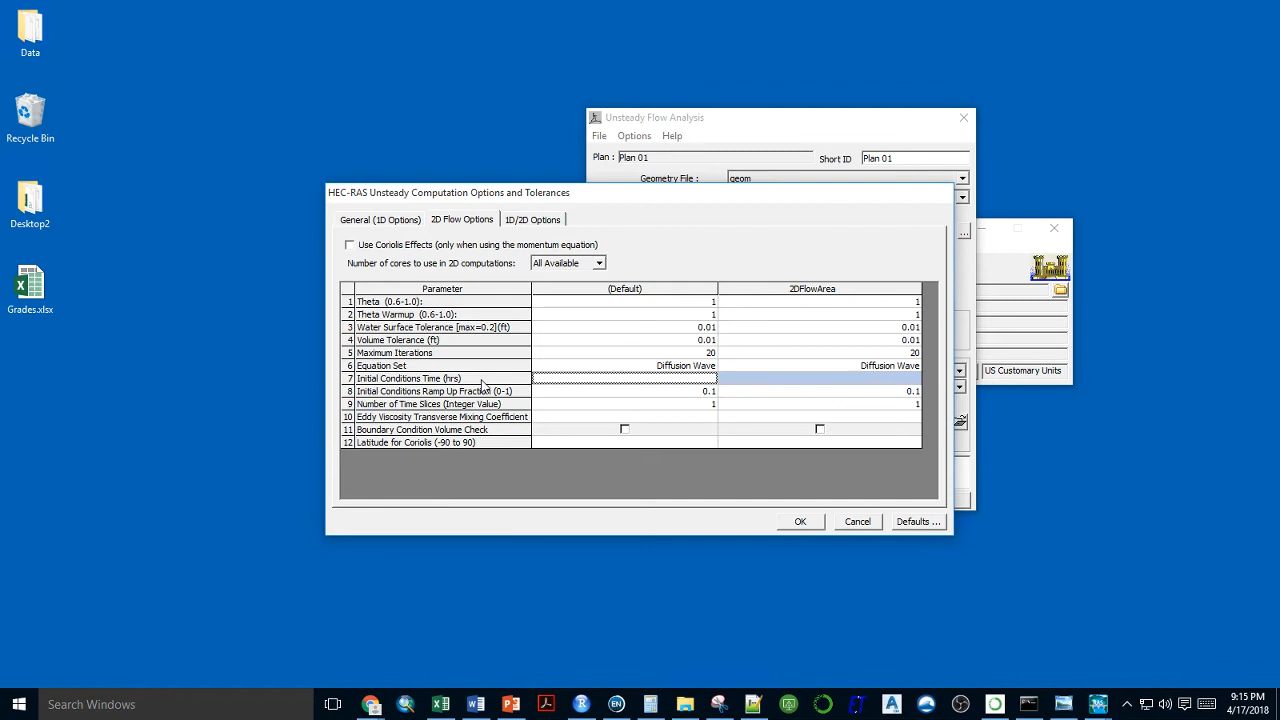 Data
Recycle Bin
Desktop2
Grades.xlsx
Unsteady Flow Analysis
File Options Help
Plan : Plan 01 Short ID Plan 01
Geometry File : geom
HEC-RAS Unsteady Computation Options and Tolerances
General (1D Options) 2D Flow Options 1D/2D Options
Use Coriolis Effects (only when using the momentum equation)
Number of cores to use in 2D computations: All Available
Parameter (Default) 2DFlowArea
1 Theta (0.6-1.0): 1 1
2 Theta Warmup (0.6-1.0): 1 1
3 Water Surface Tolerance [max=0.2](ft) 0.01 0.01
4 Volume Tolerance (ft) 0.01 0.01
5 Maximum Iterations 20 20
6 Equation Set Diffusion Wave Diffusion Wave
7 Initial Conditions Time (hrs)
8 Initial Conditions Ramp Up Fraction (0-1) 0.1 0.1
9 Number of Time Slices (Integer Value) 1 1
10 Eddy Viscosity Transverse Mixing Coefficient
11 Boundary Condition Volume Check
12 Latitude for Coriolis (-90 to 90)
OK Cancel Defaults ...
...
US Customary Units
Search Windows
9:15 PM
4/17/2018